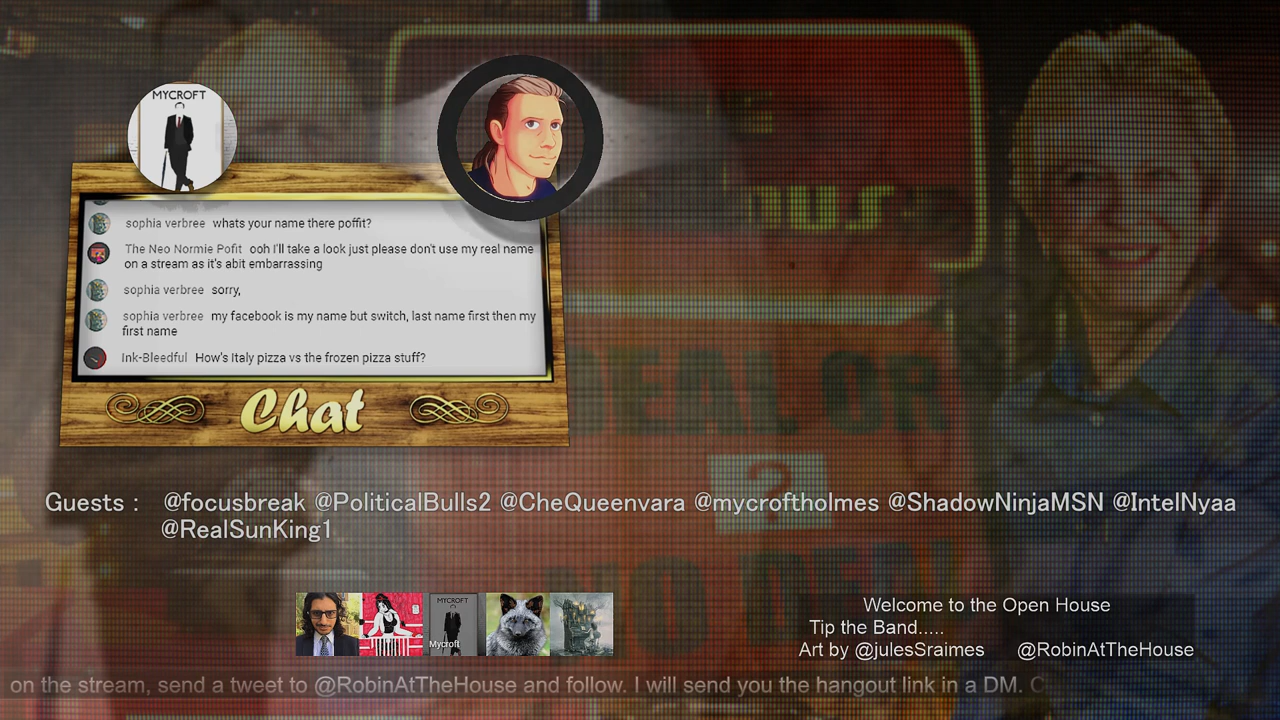 MYCROFT
sophia verbree whats your name there poffit?
The Neo Normie Pofit ooh I'll take a look just please don't use my real name
on a stream as it's abit embarrassing
sophia verbree sorry,
sophia verbree my facebook is my name but switch, last name first then my
first name
Ink-Bleedful How's Italy pizza vs the frozen pizza stuff?
Chat
DEAL OR
?
NO DEAL
Guests : @focusbreak @PoliticalBulls2 @CheQueenvara @mycroftholmes @ShadowNinjaMSN @IntelNyaa
@RealSunKing1
MYCROFT
Mycroft
Welcome to the Open House
Tip the Band.....
Art by @julesSraimes @RobinAtTheHouse
on the stream, send a tweet to @RobinAtTheHouse and follow. I will send you the hangout link in a DM.